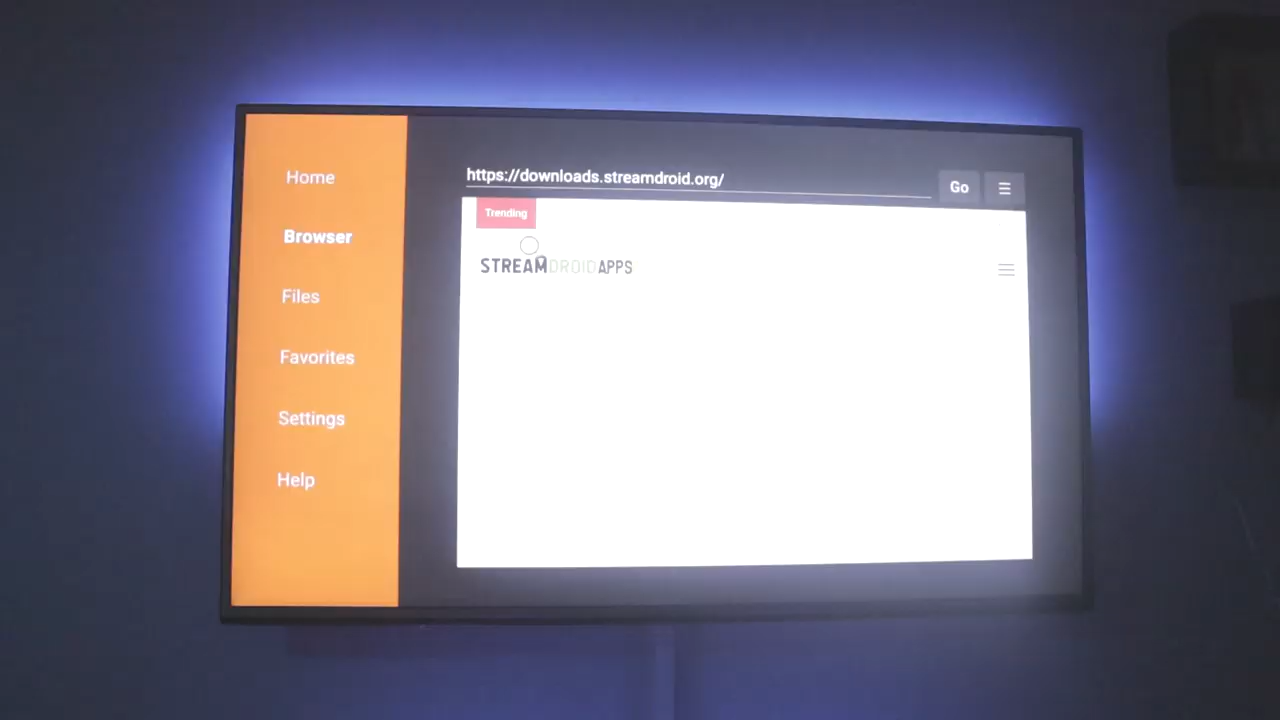 Home
Browser
Files
Favorites
Settings
Help
https://downloads.streamdroid.org/
Go
Trending
STREAMDROIDAPPS